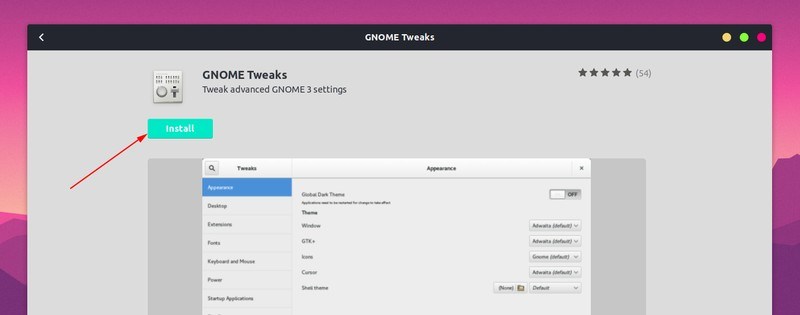 GNOME Tweaks
GNOME Tweaks
(54)
Tweak advanced GNOME 3 settings
Install
Tweaks
Appearance
Appearance
Global Dark Theme
OFF
Applications need to be restarted for change to take effect
Desktop
Theme
Extensions
Window
Adwaita (default)
Fonts
GTK+
Adwaita (default)
Icons
Gnome (default)
Keyboard and Mouse
Cursor
Adwaita (default)
Power
Shell theme
(None)
Default
Startup Applications